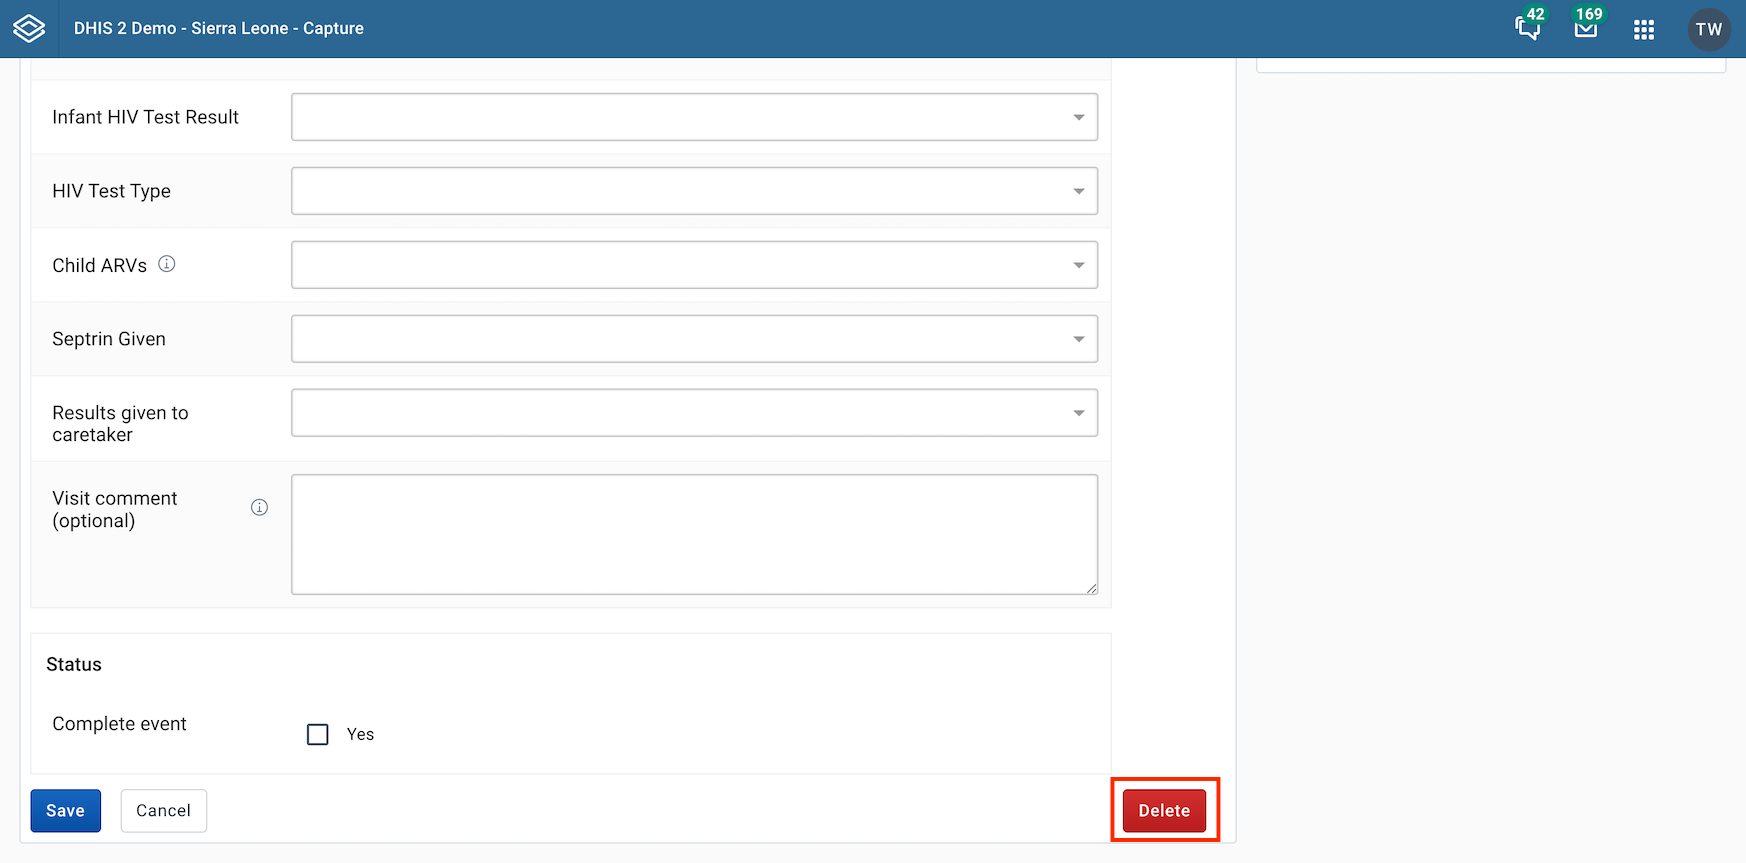 DHIS 2 Demo - Sierra Leone - Capture
42
169
TW
Infant HIV Test Result
HIV Test Type
Child ARVs
Septrin Given
Results given to
caretaker
Visit comment
(optional)
Status
Complete event
Yes
Save
Cancel
Delete